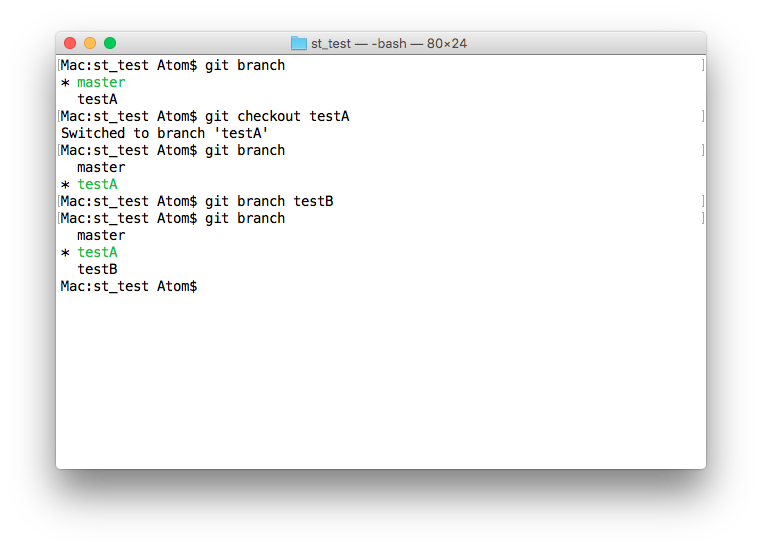 st_test — -bash — 80×24
[Mac:st_test Atom$ git branch ]
* master
  testA
[Mac:st_test Atom$ git checkout testA ]
Switched to branch 'testA'
[Mac:st_test Atom$ git branch ]
  master
* testA
[Mac:st_test Atom$ git branch testB ]
[Mac:st_test Atom$ git branch ]
  master
* testA
  testB
Mac:st_test Atom$